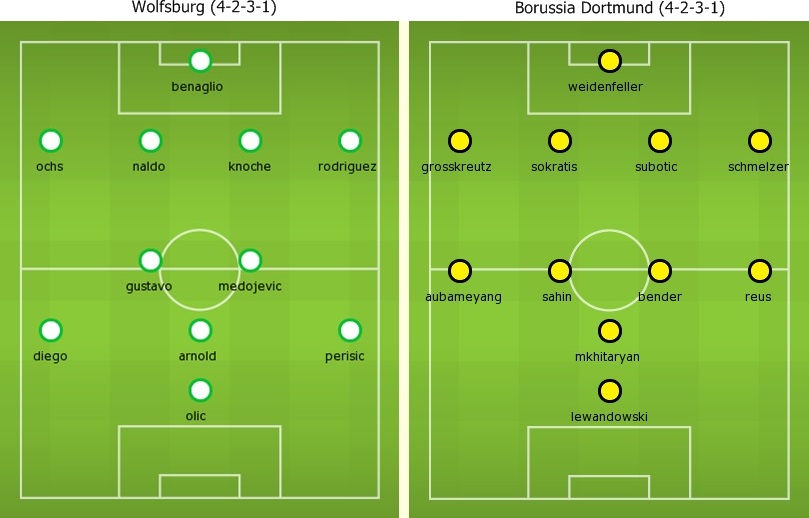 Wolfsburg (4-2-3-1)
benaglio
ochs naldo knoche rodriguez
gustavo medojevic
diego arnold perisic
olic
Borussia Dortmund (4-2-3-1)
weidenfeller
grosskreutz sokratis subotic schmelzer
aubameyang sahin bender reus
mkhitaryan
lewandowski